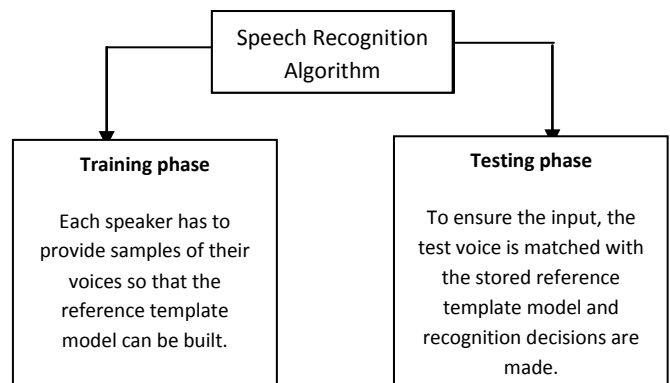 Speech Recognition
Algorithm
Training phase
Each speaker has to
provide samples of their
voices so that the
reference template
model can be built.
Testing phase
To ensure the input, the
test voice is matched with
the stored reference
template model and
recognition decisions are
made.